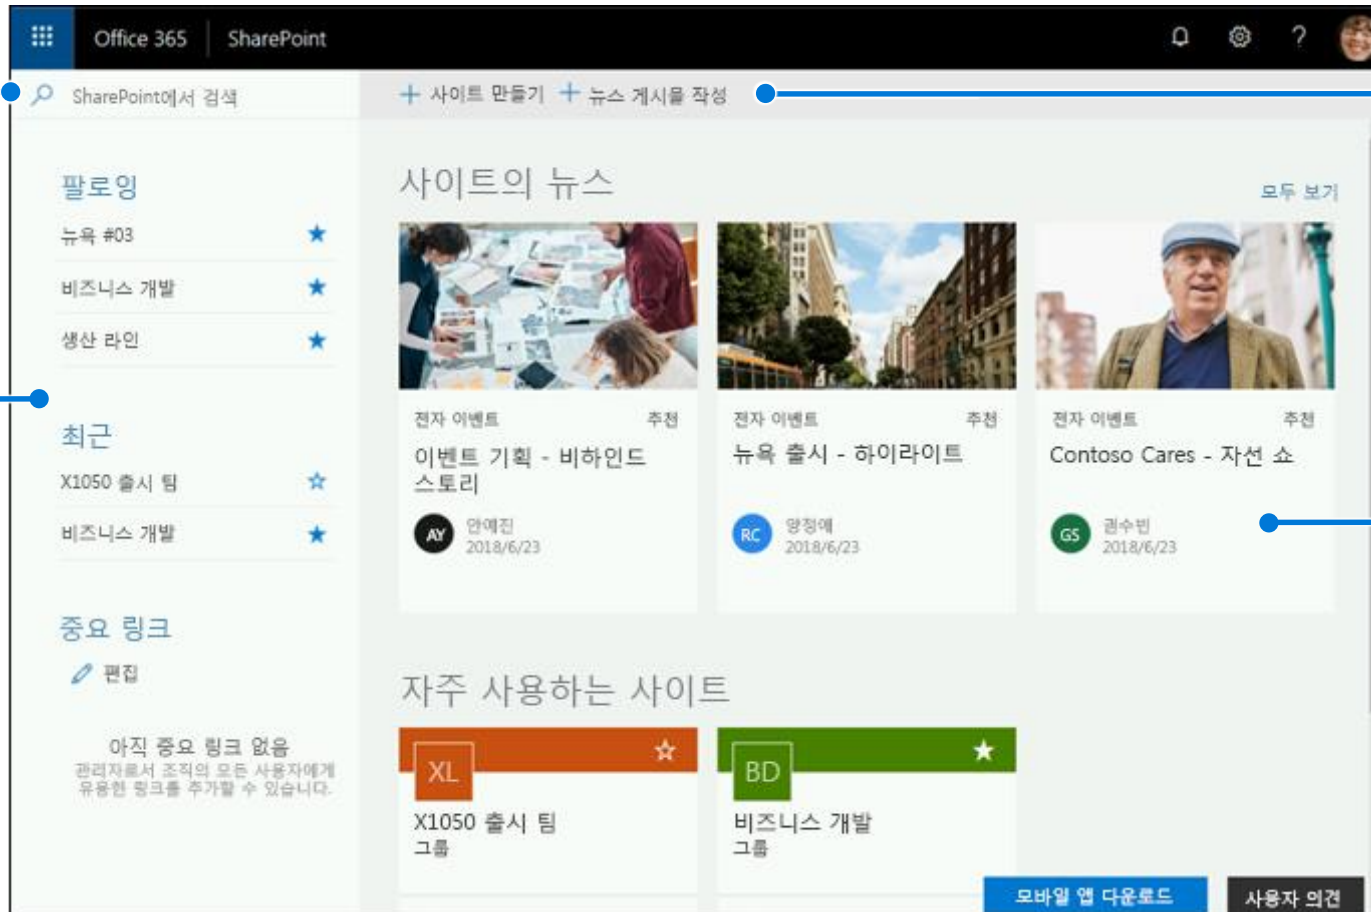 Office 365 SharePoint ?
SharePoint에서 검색
사이트 만들기 뉴스 게시물 작성
팔로잉
뉴욕 #03
비즈니스 개발
생산 라인
최근
X1050 출시 팀
비즈니스 개발
중요 링크
편집
아직 중요 링크 없음
관리자로서 조직의 모든 사용자에게
유용한 링크를 추가할 수 있습니다.
사이트의 뉴스
모두 보기
전자 이벤트 추천
이벤트 기획 - 비하인드
스토리
AY 안예진
2018/6/23
전자 이벤트 추천
뉴욕 출시 - 하이라이트
RC 양정애
2018/6/23
전자 이벤트 추천
Contoso Cares - 자선 쇼
GS 권수빈
2018/6/23
자주 사용하는 사이트
XL
X1050 출시 팀
그룹
BD
비즈니스 개발
그룹
모바일 앱 다운로드
사용자 의견